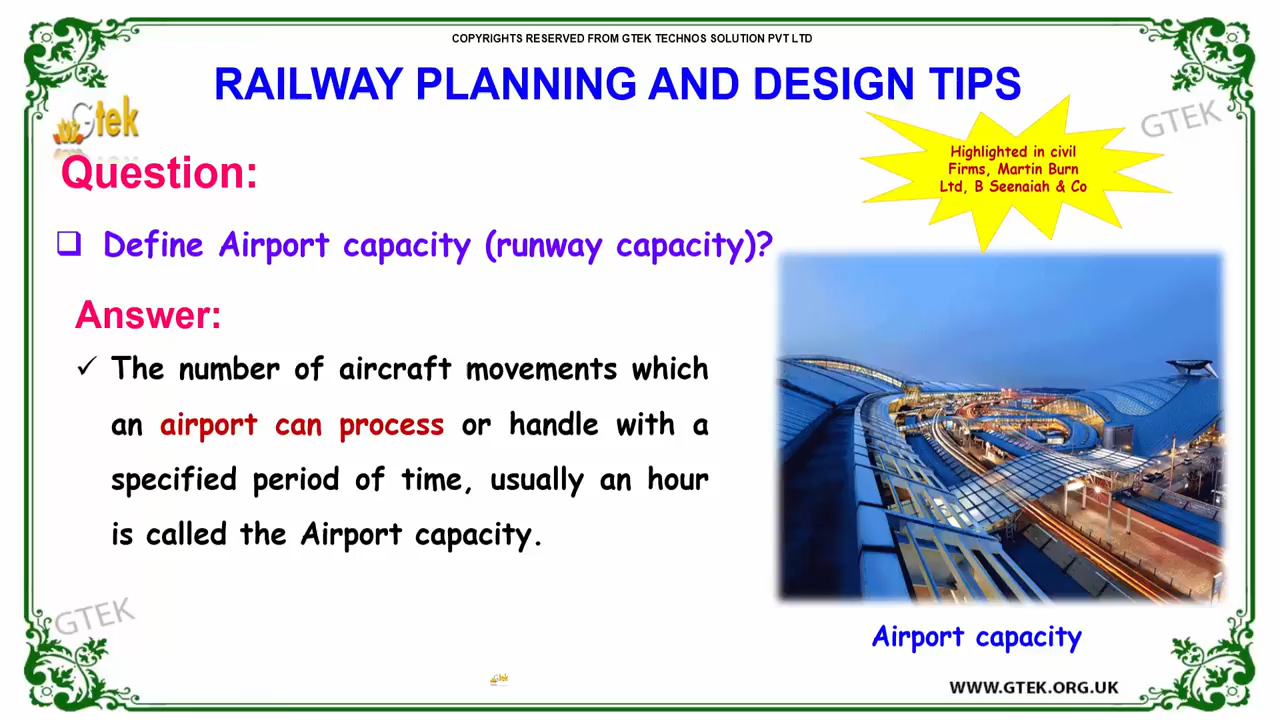 COPYRIGHTS RESERVED FROM GTEK TECHNOS SOLUTION PVT LTD
RAILWAY PLANNING AND DESIGN TIPS
Gtek
GTEK
Highlighted in civil
Firms, Martin Burn
Ltd, B Seenaiah & Co
Question:
Define Airport capacity (runway capacity)?
Answer:
The number of aircraft movements which
an airport can process or handle with a
specified period of time, usually an hour
is called the Airport capacity.
GTEK
Airport capacity
Gtek
WWW.GTEK.ORG.UK